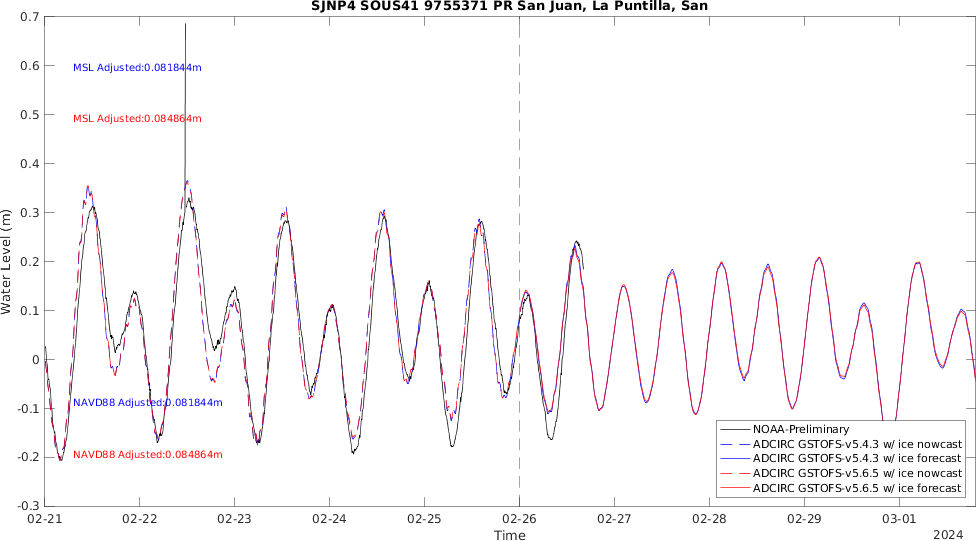 SJNP4 SOUS41 9755371 PR San Juan, La Puntilla, San
0.7
0.6
0.5
0.4
0.3
0.2
0.1
0
-0.1
-0.2
-0.3
Water Level (m)
MSL Adjusted:0.081844m
MSL Adjusted:0.084864m
NAVD88 Adjusted:0.081844m
NAVD88 Adjusted:0.084864m
NOAA-Preliminary
ADCIRC GSTOFS-v5.4.3 w/ ice nowcast
ADCIRC GSTOFS-v5.4.3 w/ ice forecast
ADCIRC GSTOFS-v5.6.5 w/ ice nowcast
ADCIRC GSTOFS-v5.6.5 w/ ice forecast
02-21 02-22 02-23 02-24 02-25 02-26 02-27 02-28 02-29 03-01
Time
2024